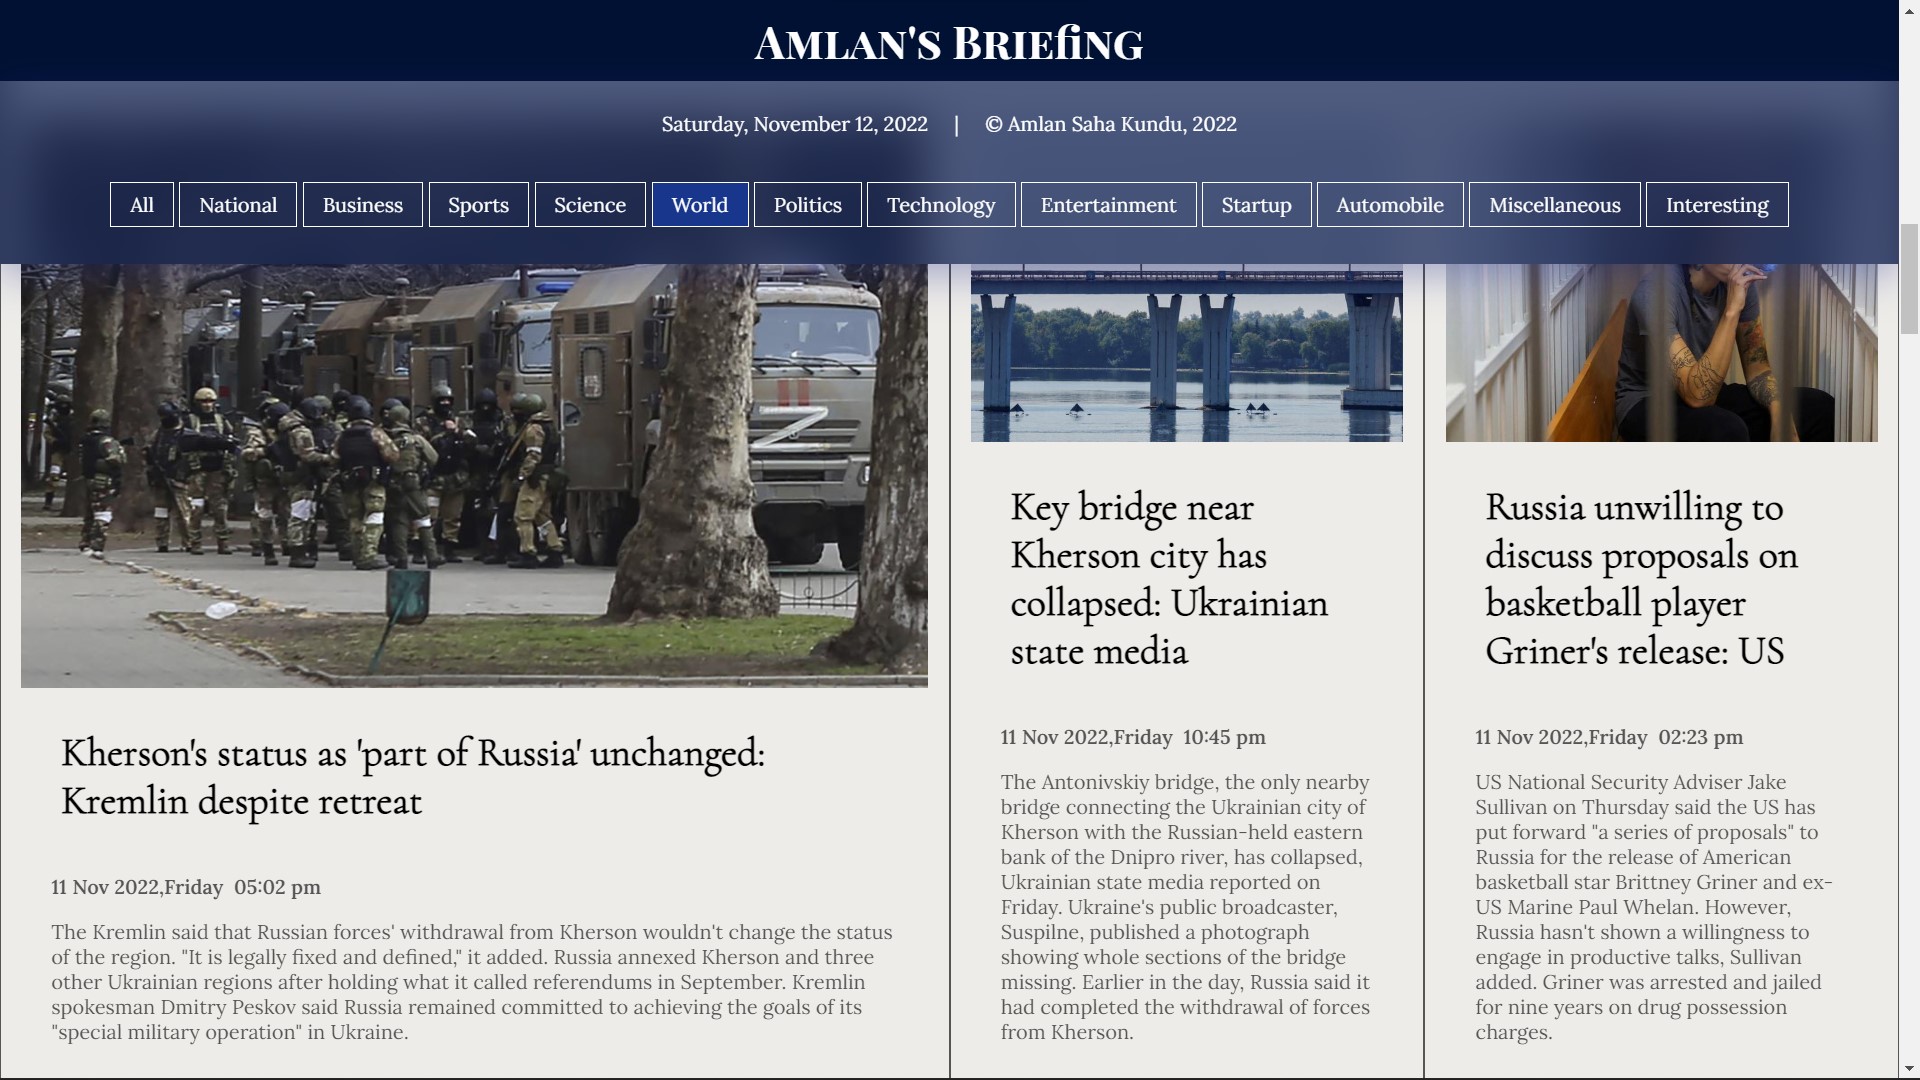 Amlan's Briefing
Saturday, November 12, 2022 | © Amlan Saha Kundu, 2022
All National Business Sports Science World Politics Technology Entertainment Startup Automobile Miscellaneous Interesting
Kherson's status as 'part of Russia' unchanged:
Kremlin despite retreat
11 Nov 2022,Friday 05:02 pm
The Kremlin said that Russian forces' withdrawal from Kherson wouldn't change the status
of the region. "It is legally fixed and defined," it added. Russia annexed Kherson and three
other Ukrainian regions after holding what it called referendums in September. Kremlin
spokesman Dmitry Peskov said Russia remained committed to achieving the goals of its
"special military operation" in Ukraine.
Key bridge near
Kherson city has
collapsed: Ukrainian
state media
11 Nov 2022,Friday 10:45 pm
The Antonivskiy bridge, the only nearby
bridge connecting the Ukrainian city of
Kherson with the Russian-held eastern
bank of the Dnipro river, has collapsed,
Ukrainian state media reported on
Friday. Ukraine's public broadcaster,
Suspilne, published a photograph
showing whole sections of the bridge
missing. Earlier in the day, Russia said it
had completed the withdrawal of forces
from Kherson.
Russia unwilling to
discuss proposals on
basketball player
Griner's release: US
11 Nov 2022,Friday 02:23 pm
US National Security Adviser Jake
Sullivan on Thursday said the US has
put forward "a series of proposals" to
Russia for the release of American
basketball star Brittney Griner and ex-
US Marine Paul Whelan. However,
Russia hasn't shown a willingness to
engage in productive talks, Sullivan
added. Griner was arrested and jailed
for nine years on drug possession
charges.